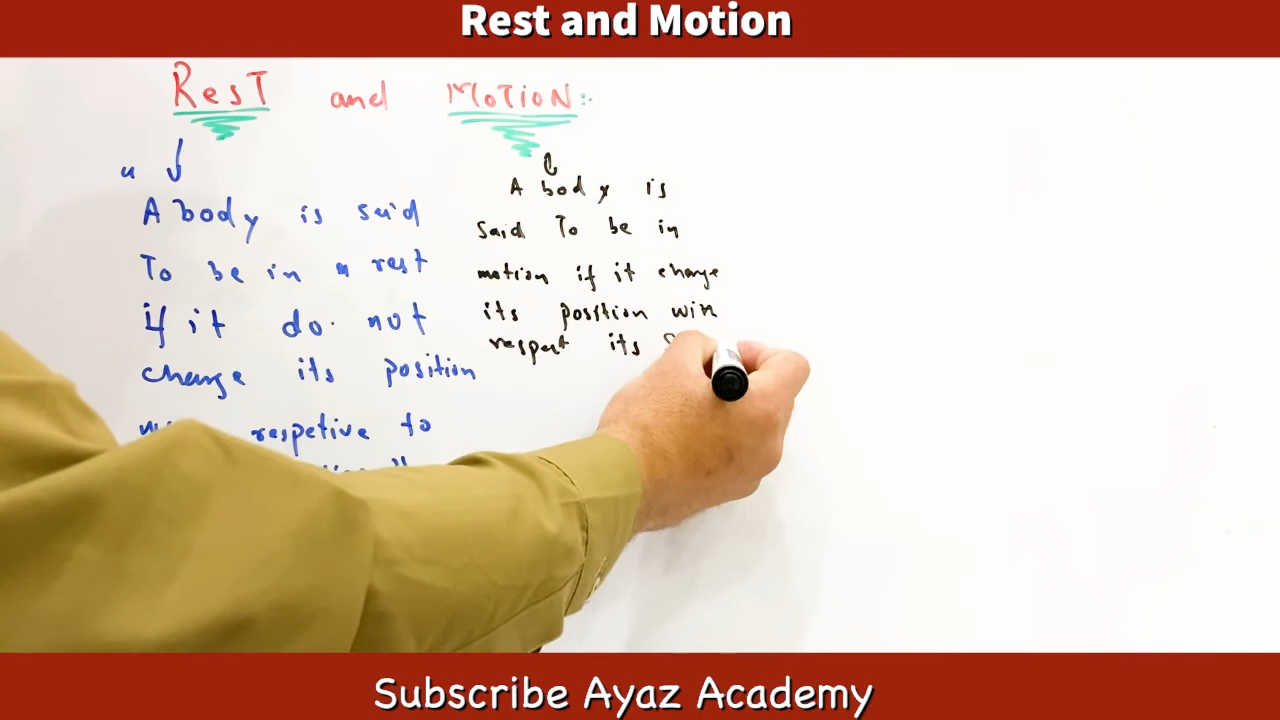 Rest and Motion
ResT and MoTioN:-
A body is said
To be in a rest
if it do not
change its position
respetive to
A body is
said To be in
motion if it change
its position with
respect its
Subscribe Ayaz Academy